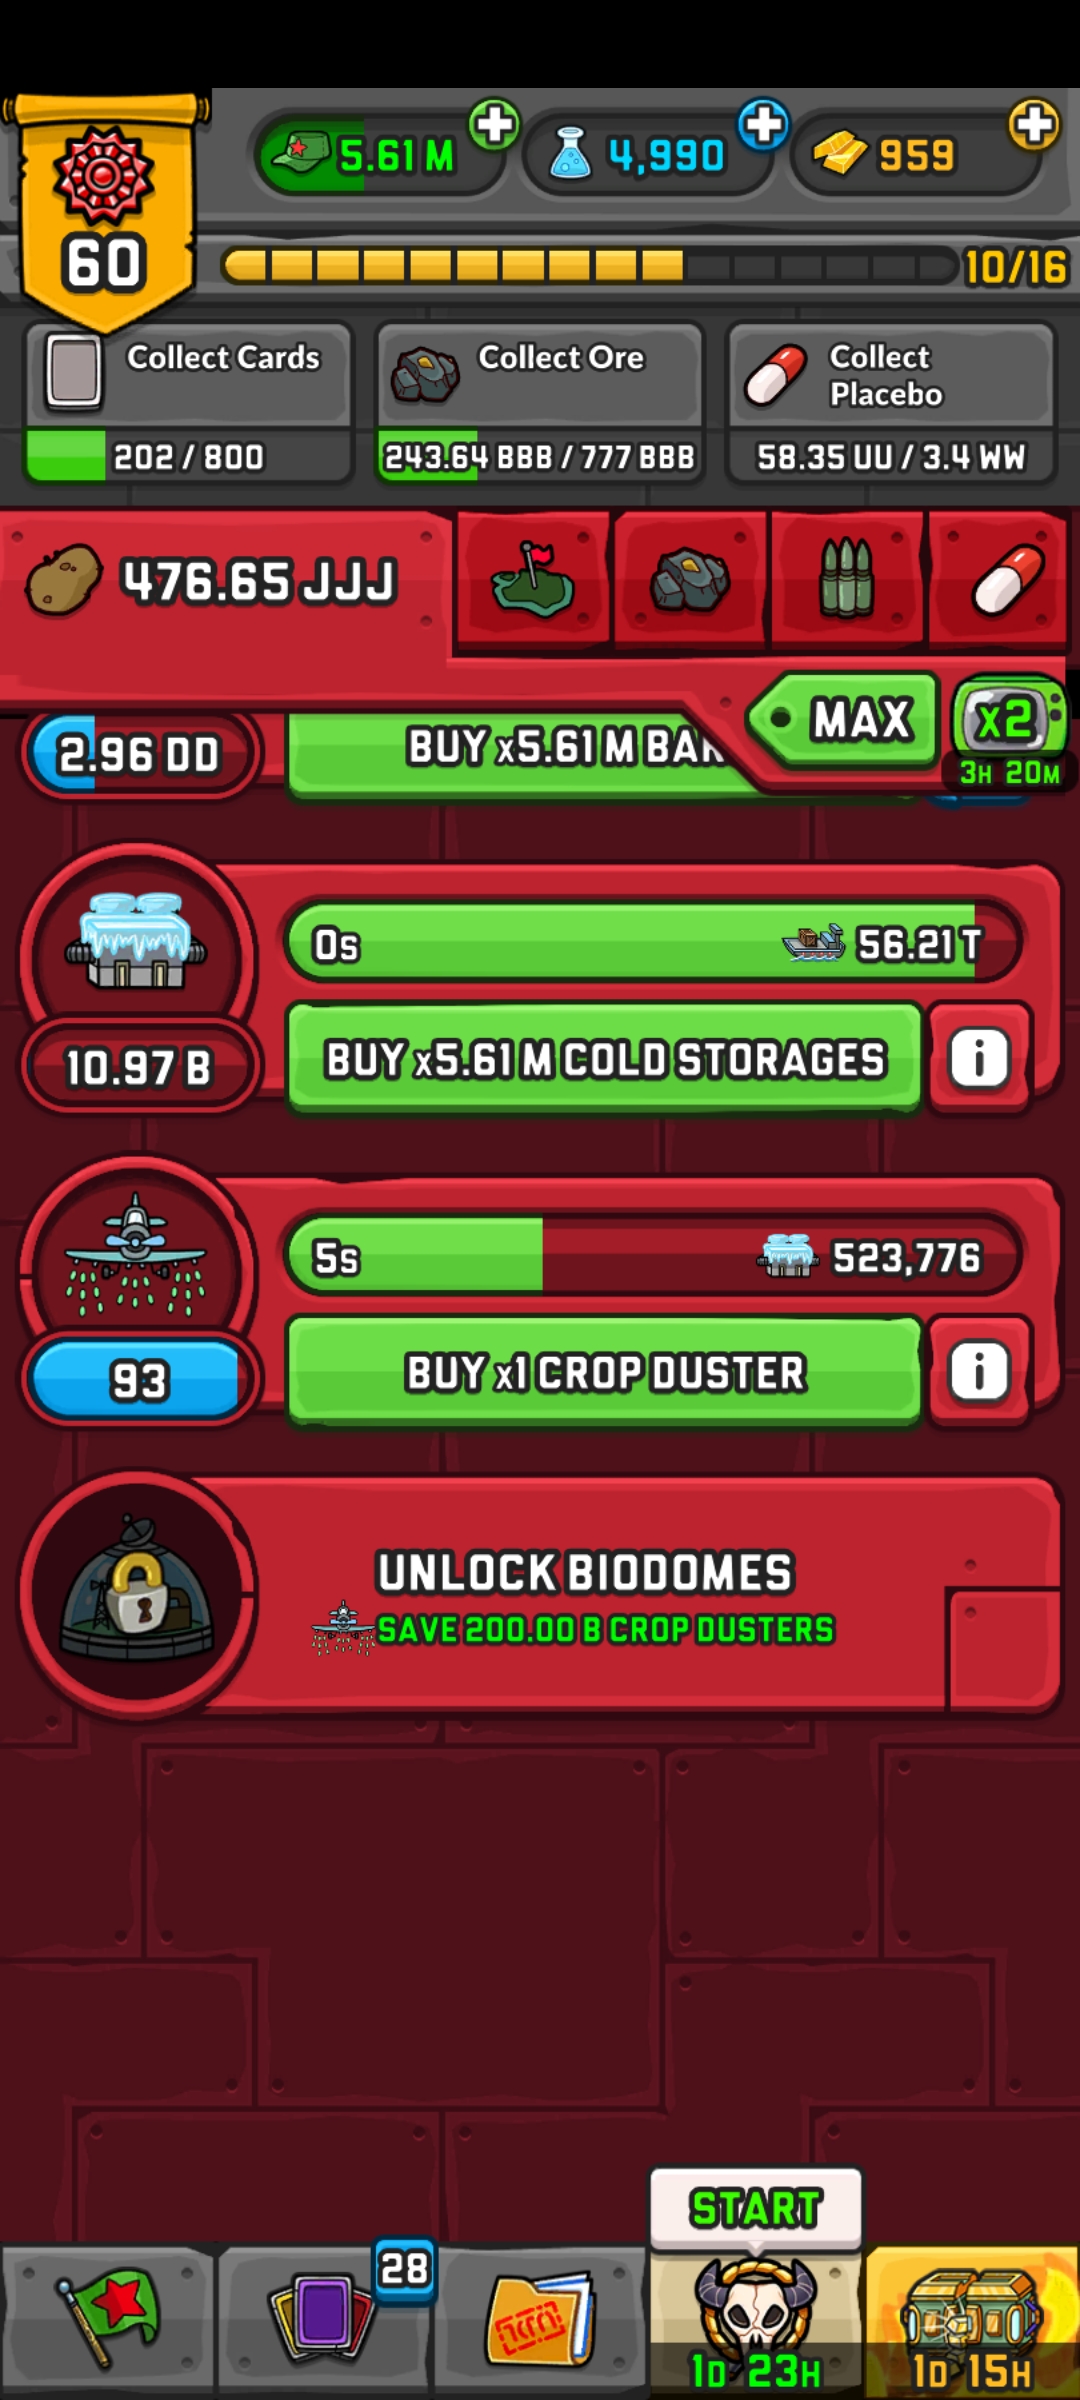 5.61 M
4,990
959
60
10/16
Collect Cards
202 / 800
Collect Ore
243.64 BBB / 777 BBB
Collect
Placebo
58.35 UU / 3.4 WW
476.65 JJJ
MAX
x2
3H 20M
2.96 DD
BUY x5.61 M BAR
0s
56.21 T
10.97 B
BUY x5.61 M COLD STORAGES
i
5s
523,776
93
BUY x1 CROP DUSTER
i
UNLOCK BIODOMES
SAVE 200.00 B CROP DUSTERS
START
28
1D 23H
1D 15H